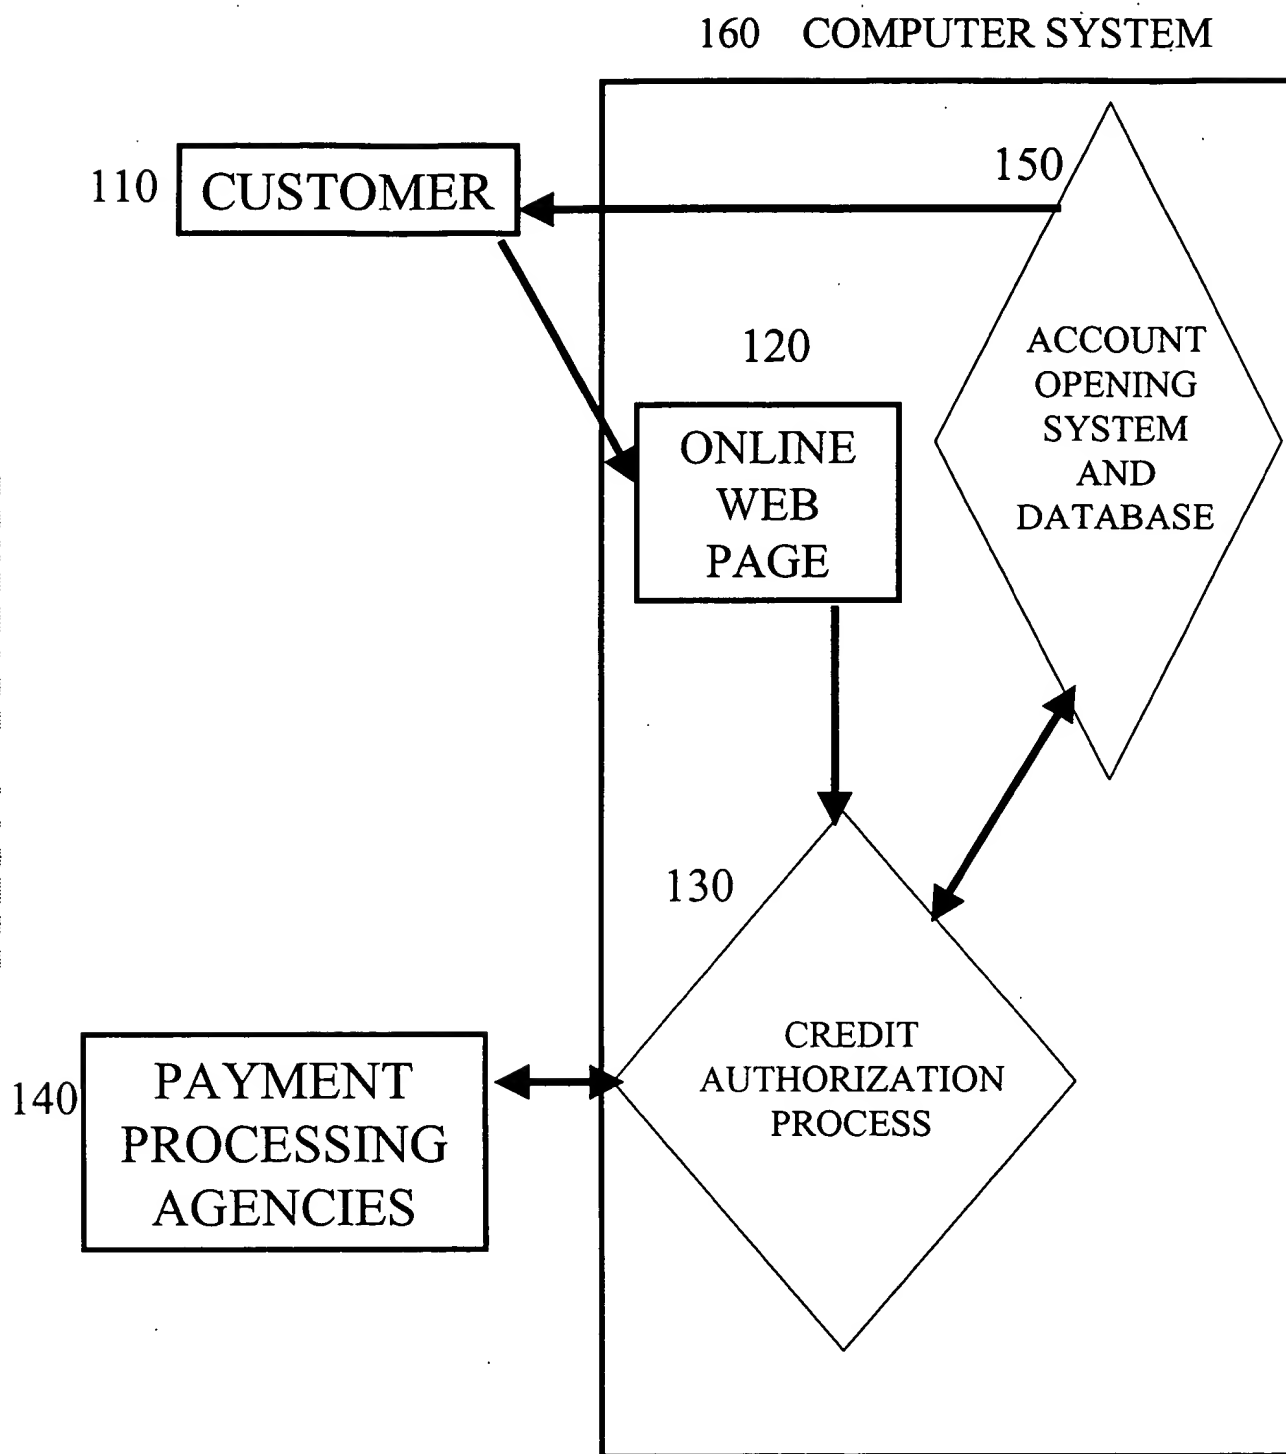 160 COMPUTER SYSTEM
110
CUSTOMER
150
120
ACCOUNT
OPENING
SYSTEM
AND
DATABASE
ONLINE
WEB
PAGE
130
CREDIT
AUTHORIZATION
PROCESS
140
PAYMENT
PROCESSING
AGENCIES